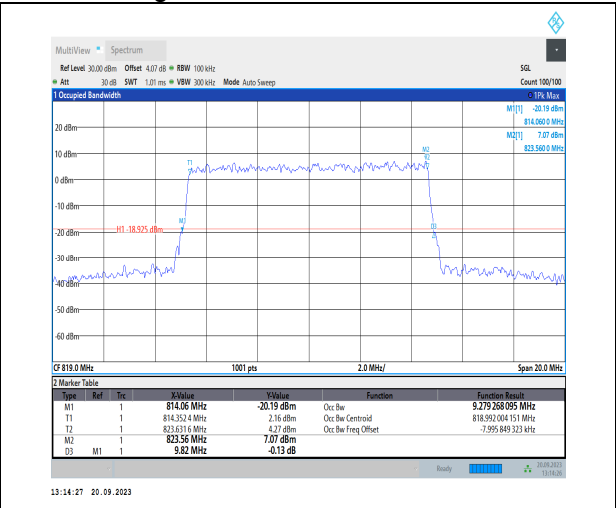 MultiView * Spectrum
Ref Level 30.00 dBm Offset 4.07 dB RBW 100 kHz SGL
Att 30 dB SWT 1.01 ms VBW 300 kHz Mode Auto Sweep Count 100/100
1 Occupied Bandwidth 1Pk Max
M1[1] -20.19 dBm
814.060 0 MHz
20 dBm
M2[1] 7.07 dBm
823.560 0 MHz
M2
10 dBm
T1
T2
0 dBm
-10 dBm
M1
D3
H1 -18.925 dBm
-20 dBm
-30 dBm
-40 dBm
-50 dBm
-60 dBm
CF 819.0 MHz 1001 pts 2.0 MHz/ Span 20.0 MHz
2 Marker Table
Type Ref Trc X-Value Y-Value Function Function Result
M1 1 814.06 MHz -20.19 dBm Occ Bw 9.279 268 095 MHz
T1 1 814.352 4 MHz 2.16 dBm Occ Bw Centroid 818.992 004 151 MHz
T2 1 823.631 6 MHz 4.27 dBm Occ Bw Freq Offset -7.995 849 323 kHz
M2 1 823.56 MHz 7.07 dBm
D3 M1 1 9.82 MHz -0.13 dB
Ready 20.09.2023
13:14:26
13:14:27 20.09.2023